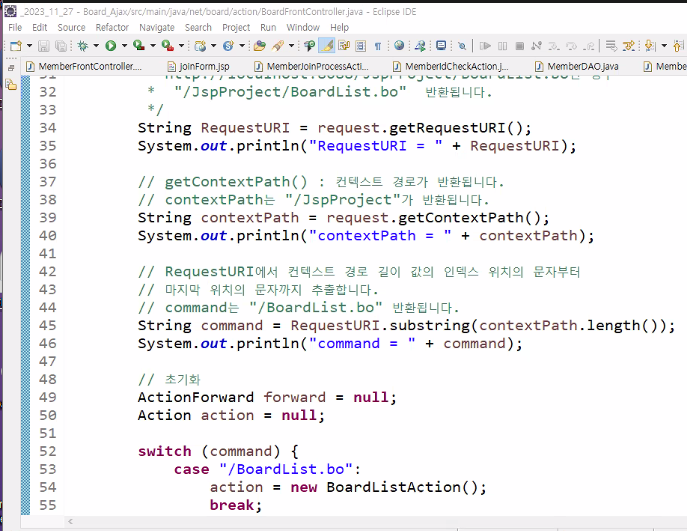 _2023_11_27 - Board_Ajax/src/main/java/net/board/action/BoardFrontController.java - Eclipse IDE
File Edit Source Refactor Navigate Search Project Run Window Help
MemberFrontController.... joinForm.jsp MemberJoinProcessActi... MemberIdCheckAction.j... MemberDAO.java Membe
31
32 * "/JspProject/BoardList.bo" 반환됩니다.
33 */
34 String RequestURI = request.getRequestURI();
35 System.out.println("RequestURI = " + RequestURI);
36
37 // getContextPath() : 컨텍스트 경로가 반환됩니다.
38 // contextPath는 "/JspProject"가 반환됩니다.
39 String contextPath = request.getContextPath();
40 System.out.println("contextPath = " + contextPath);
41
42 // RequestURI에서 컨텍스트 경로 길이 값의 인덱스 위치의 문자부터
43 // 마지막 위치의 문자까지 추출합니다.
44 // command는 "/BoardList.bo" 반환됩니다.
45 String command = RequestURI.substring(contextPath.length());
46 System.out.println("command = " + command);
47
48 // 초기화
49 ActionForward forward = null;
50 Action action = null;
51
52 switch (command) {
53 case "/BoardList.bo":
54 action = new BoardListAction();
55 break;